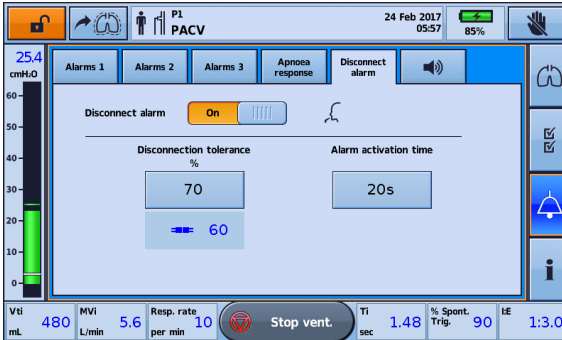 P1
PACV
24 Feb 2017
05:57
85%
25.4
cmH₂O
60
50
40
30
20
10
0
Alarms 1
Alarms 2
Alarms 3
Apnoea
response
Disconnect
alarm
Disconnect alarm
On
Disconnection tolerance
%
Alarm activation time
70
20s
60
Vti
mL
480
MVi
L/min
5.6
Resp. rate
per min
10
Stop vent.
Ti
sec
1.48
% Spont.
Trig.
90
I:E
1:3.0